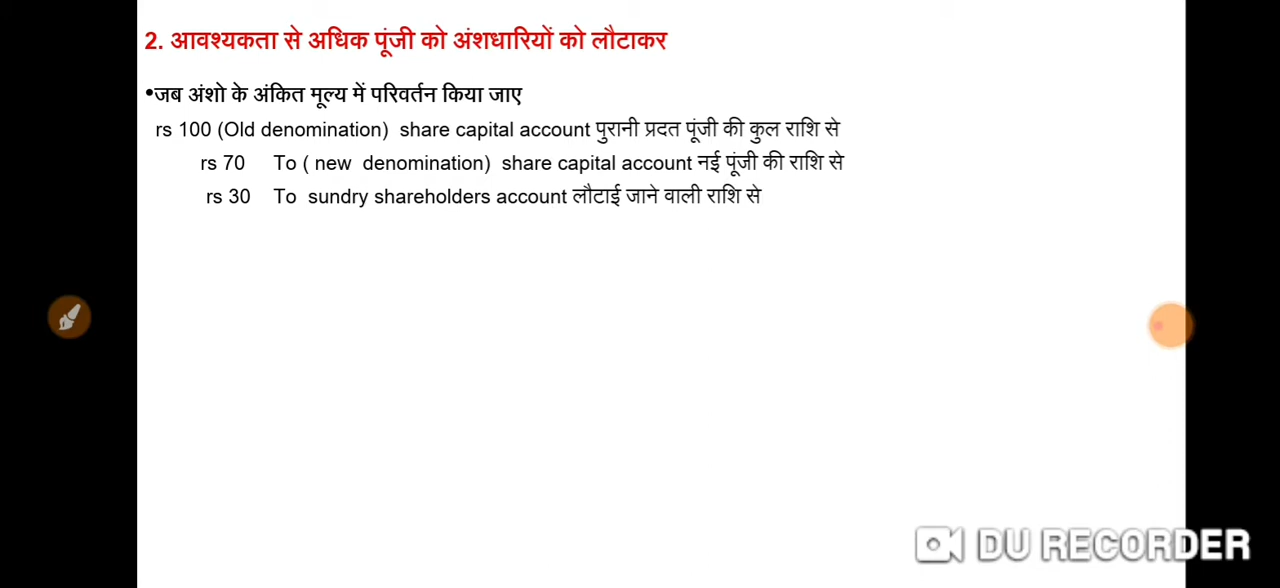 2. आवश्यकता से अधिक पूंजी को अंशधारियों को लौटाकर
•जब अंशो के अंकित मूल्य में परिवर्तन किया जाए
rs 100 (Old denomination) share capital account पुरानी प्रदत पूंजी की कुल राशि से
rs 70 To ( new denomination) share capital account नई पूंजी की राशि से
rs 30 To sundry shareholders account लौटाई जाने वाली राशि से
DU RECORDER